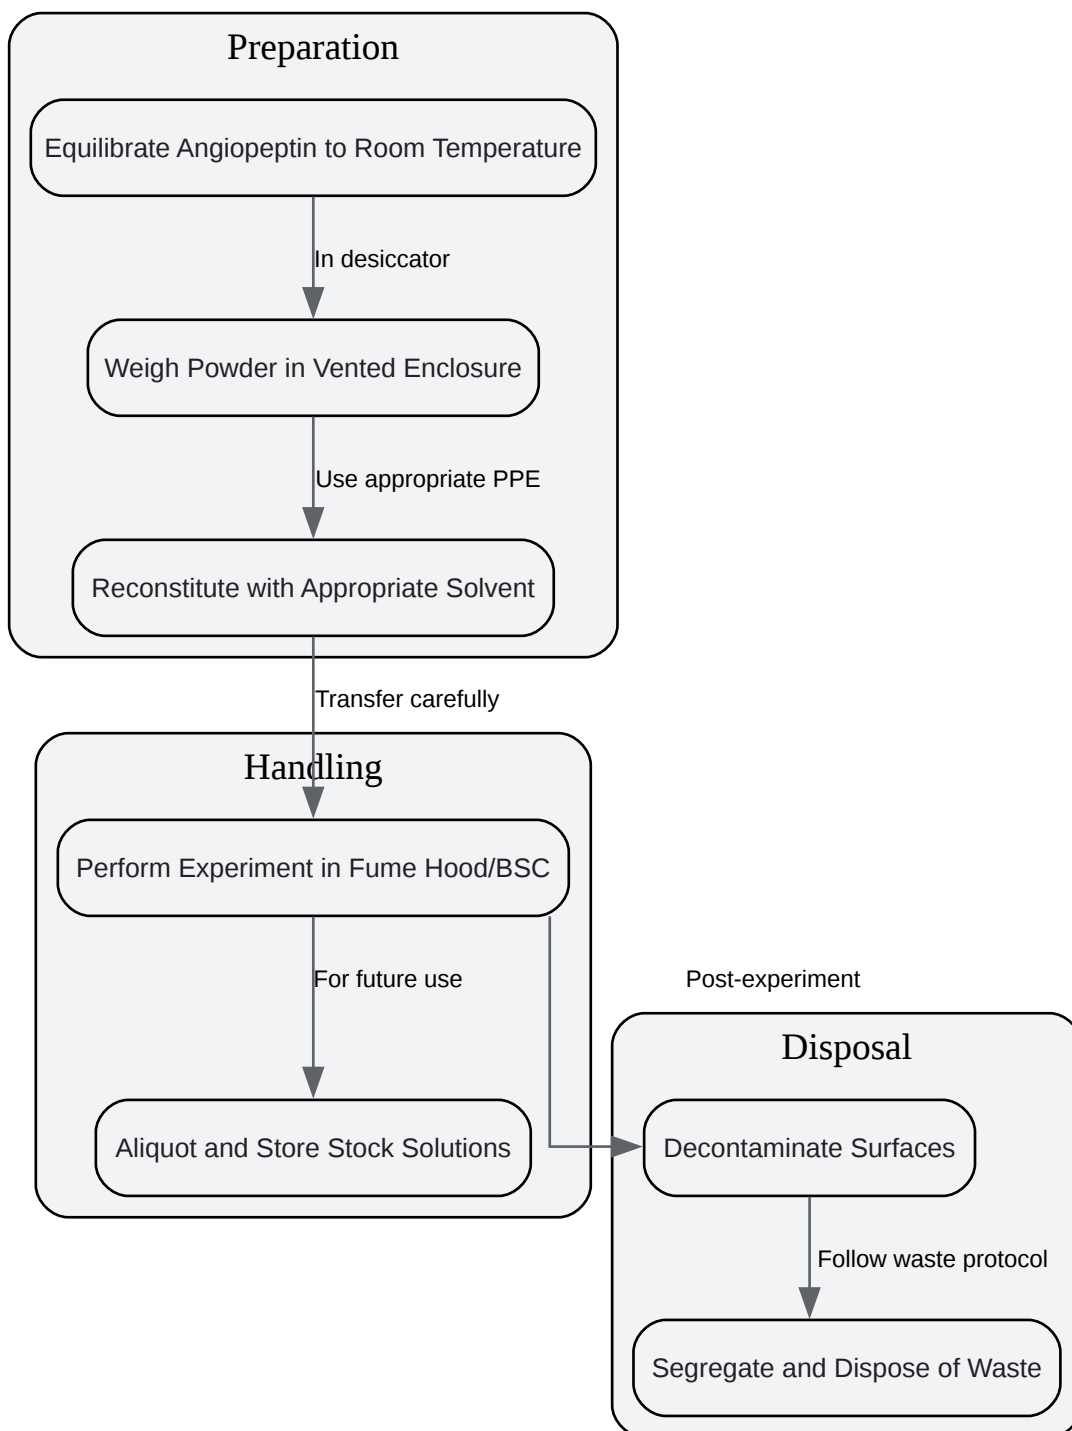 Preparation
Equilibrate Angiopeptin to Room Temperature
In desiccator
Weigh Powder in Vented Enclosure
Use appropriate PPE
Reconstitute with Appropriate Solvent
Transfer carefully
Handling
Perform Experiment in Fume Hood/BSC
For future use
Post-experiment
Aliquot and Store Stock Solutions
Disposal
Decontaminate Surfaces
Follow waste protocol
Segregate and Dispose of Waste